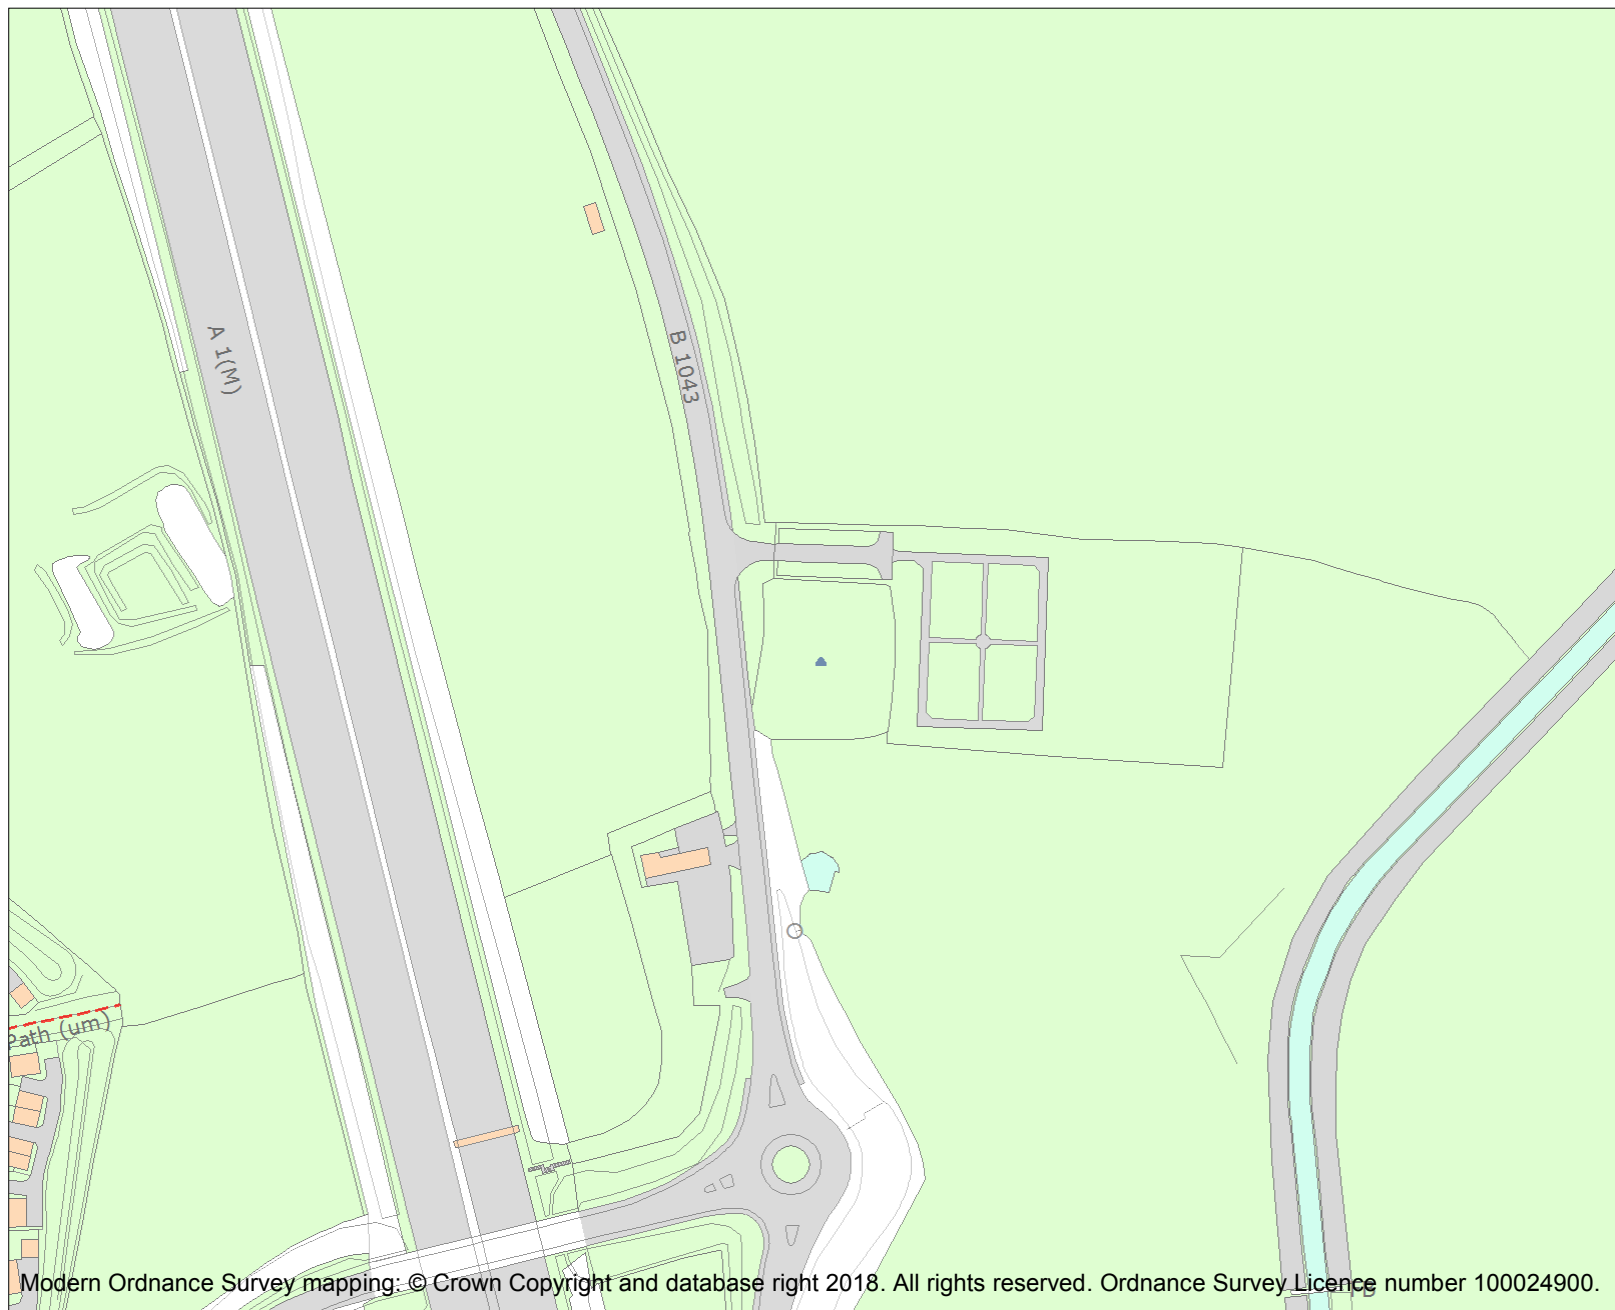 A 1(M)
B 1043
Path (um)
FB
Modern Ordnance Survey mapping: © Crown Copyright and database right 2018. All rights reserved. Ordnance Survey Licence number 100024900.